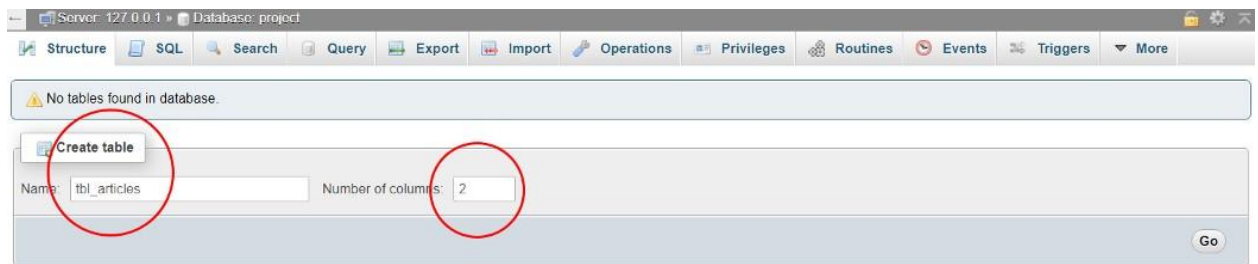 Server: 127.0.0.1 » Database: project
Structure SQL Search Query Export Import Operations Privileges Routines Events Triggers More
No tables found in database.
Create table
Name: tbl_articles Number of columns: 2
Go